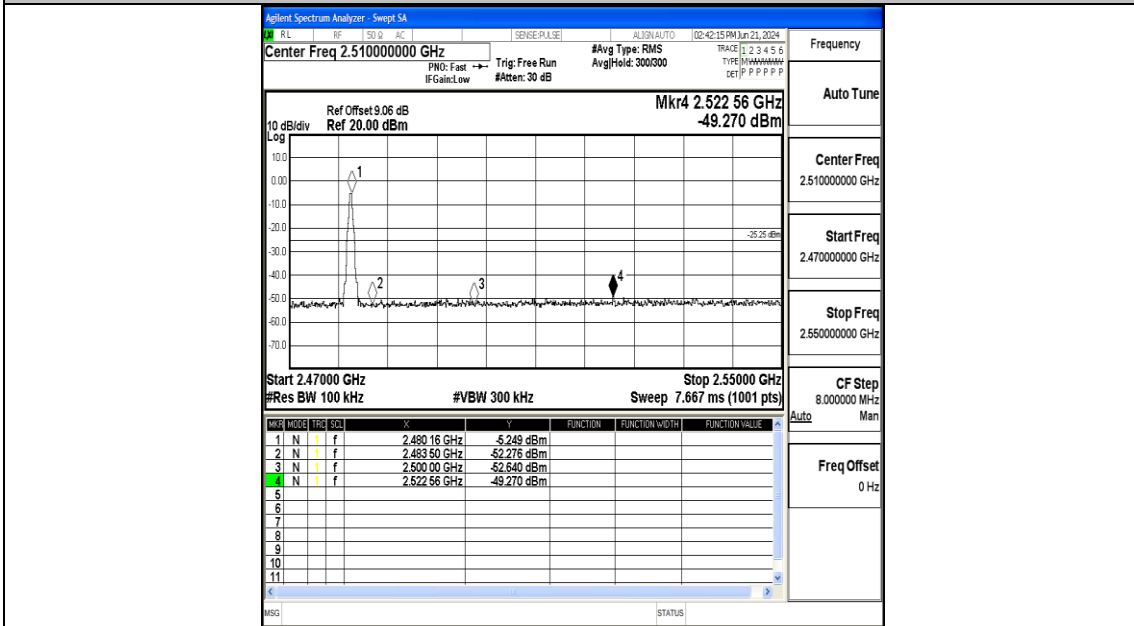 Agilent Spectrum Analyzer - Swept SA
RL RF 50 Ω AC SENSE:PULSE ALIGN AUTO 02:42:15 PM Jun 21, 2024
Center Freq 2.510000000 GHz
PNO: Fast
IFGain:Low
Trig: Free Run
#Atten: 30 dB
#Avg Type: RMS
Avg|Hold: 300/300
TRACE 1 2 3 4 5 6
TYPE MWWWWW
DET P P P P P P
Ref Offset 9.06 dB
Ref 20.00 dBm
10 dB/div
Log
Mkr4 2.522 56 GHz
-49.270 dBm
10.0
0.00
-10.0
-20.0
-30.0
-40.0
-50.0
-60.0
-70.0
1
2
3
4
-25.25 dBm
Start 2.47000 GHz
Stop 2.55000 GHz
#Res BW 100 kHz
#VBW 300 kHz
Sweep 7.667 ms (1001 pts)
MKR MODE TRC SCL X Y FUNCTION FUNCTION WIDTH FUNCTION VALUE
1 N 1 f 2.480 16 GHz -5.249 dBm
2 N 1 f 2.483 50 GHz -52.276 dBm
3 N 1 f 2.500 00 GHz -52.640 dBm
4 N 1 f 2.522 56 GHz -49.270 dBm
5
6
7
8
9
10
11
MSG
STATUS
Frequency
Auto Tune
Center Freq
2.510000000 GHz
Start Freq
2.470000000 GHz
Stop Freq
2.550000000 GHz
CF Step
8.000000 MHz
Auto Man
Freq Offset
0 Hz